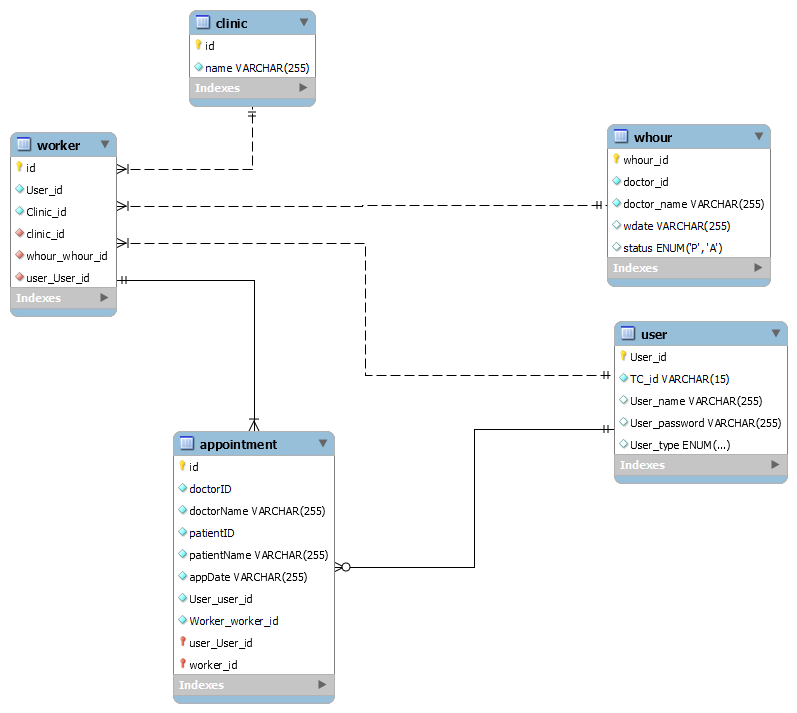 clinic
id
name VARCHAR(255)
Indexes
worker
id
User_id
Clinic_id
clinic_id
whour_whour_id
user_User_id
Indexes
whour
whour_id
doctor_id
doctor_name VARCHAR(255)
wdate VARCHAR(255)
status ENUM('P', 'A')
Indexes
user
User_id
TC_id VARCHAR(15)
User_name VARCHAR(255)
User_password VARCHAR(255)
User_type ENUM(...)
Indexes
appointment
id
doctorID
doctorName VARCHAR(255)
patientID
patientName VARCHAR(255)
appDate VARCHAR(255)
User_user_id
Worker_worker_id
user_User_id
worker_id
Indexes